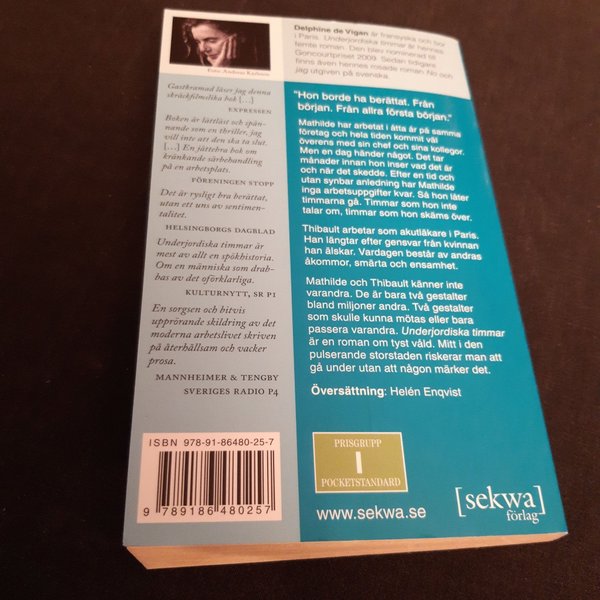 Foto: Andreas Karlsson
Gastkramad läser jag denna
skräckfilmslika bok [...]
EXPRESSEN
Boken är lättläst och spän-
nande som en thriller, jag
vill inte att den ska ta slut.
[...] En jättebra bok om
kränkande särbehandling
på en arbetsplats.
FÖRENINGEN STOPP
Det är rysligt bra berättat,
utan ett uns av sentimen-
talitet.
HELSINGBORGS DAGBLAD
Underjordiska timmar är
mest av allt en spökhistoria.
Om en människa som drab-
bas av det oförklarliga.
KULTURNYTT, SR P1
En sorgsen och bitvis
upprörande skildring av det
moderna arbetslivet skriven
på återhållsam och vacker
prosa.
MANNHEIMER & TENGBY
SVERIGES RADIO P4
ISBN 978-91-86480-25-7
9 789186 480257
Delphine de Vigan är fransyska och bor
i Paris. Underjordiska timmar är hennes
femte roman. Den blev nominerad till
Goncourtpriset 2009. Sedan tidigare
finns även hennes rosade roman No och
jag utgiven på svenska.
"Hon borde ha berättat. Från
början. Från allra första början."
Mathilde har arbetat i åtta år på samma
företag och hela tiden kommit väl
överens med sin chef och sina kollegor.
Men en dag händer något. Det tar
månader innan hon inser vad det är
och när det skedde. Efter en tid och
utan synbar anledning har Mathilde
inga arbetsuppgifter kvar. Så hon låter
timmarna gå. Timmar som hon inte
talar om, timmar som hon skäms över.
Thibault arbetar som akutläkare i Paris.
Han längtar efter gensvar från kvinnan
han älskar. Vardagen består av andras
åkommor, smärta och ensamhet.
Mathilde och Thibault känner inte
varandra. De är bara två gestalter
bland miljoner andra. Två gestalter
som skulle kunna mötas eller bara
passera varandra. Underjordiska timmar
är en roman om tyst våld. Mitt i den
pulserande storstaden riskerar man att
gå under utan att någon märker det.
Översättning: Helén Enqvist
PRISGRUPP
I
POCKETSTANDARD
www.sekwa.se
[sekwa]
förlag